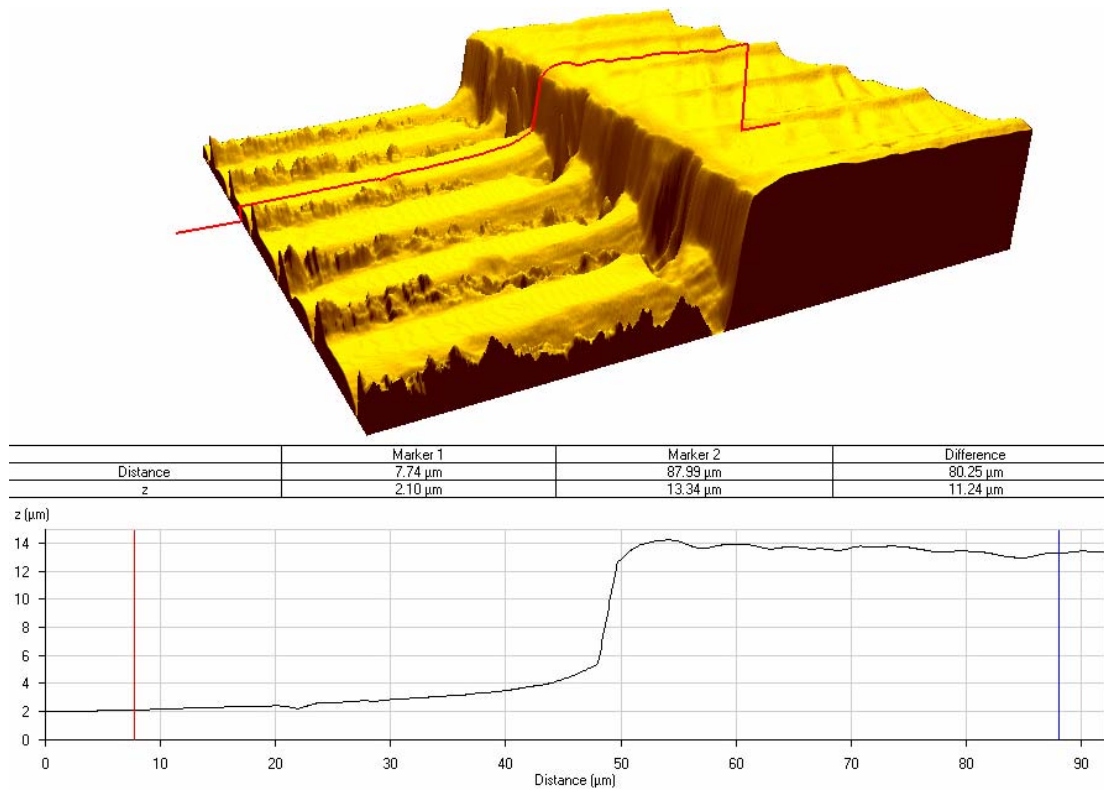 Marker 1 Marker 2 Difference
Distance 7.74 µm 87.99 µm 80.25 µm
z 2.10 µm 13.34 µm 11.24 µm
z (µm)
14
12
10
8
6
4
2
0
0 10 20 30 40 50 60 70 80 90
Distance (µm)